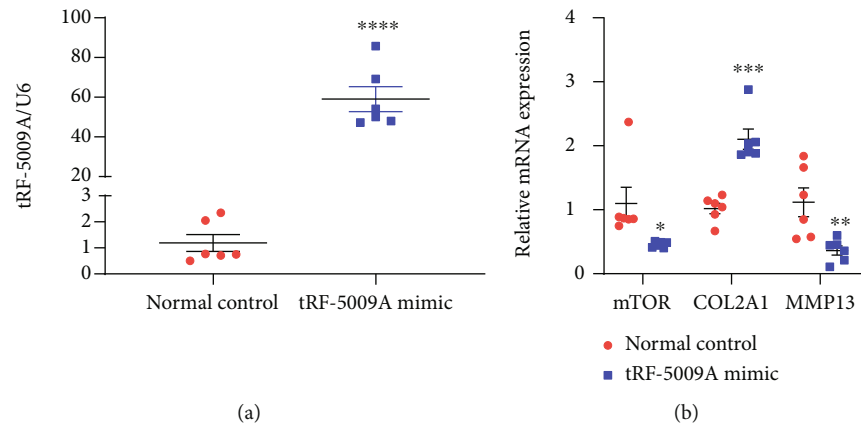 tRF-5009A/U6
100
80
60
40
20
3
2
1
0
****
Normal control
tRF-5009A mimic
(a)
Relative mRNA expression
4
3
2
1
0
*
***
**
mTOR
COL2A1
MMP13
Normal control
tRF-5009A mimic
(b)